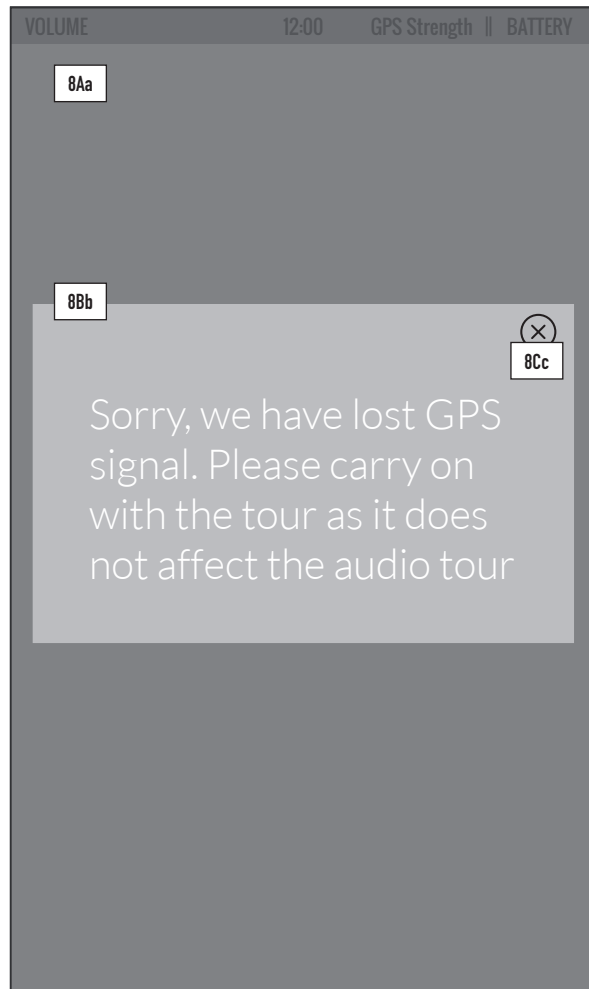 VOLUME 12:00 GPS Strength || BATTERY
8Aa
8Bb
8Cc
Sorry, we have lost GPS
signal. Please carry on
with the tour as it does
not affect the audio tour